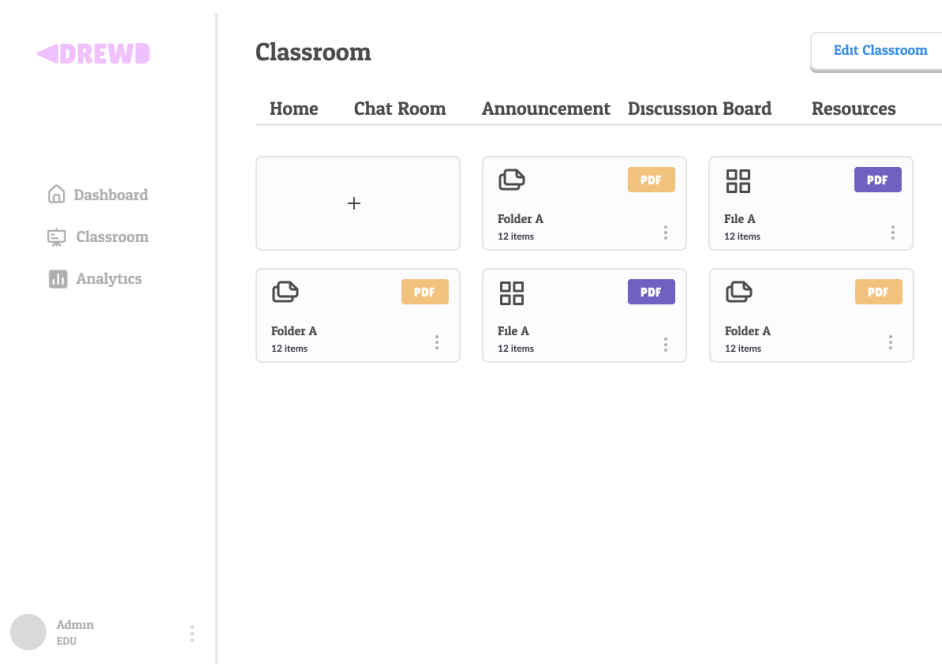 DREWD
Classroom
Edit Classroom
Home Chat Room Announcement Discussion Board Resources
Dashboard
Classroom
Analytics
+
PDF
Folder A
12 items
PDF
File A
12 items
PDF
Folder A
12 items
PDF
File A
12 items
PDF
Folder A
12 items
Admin
EDU